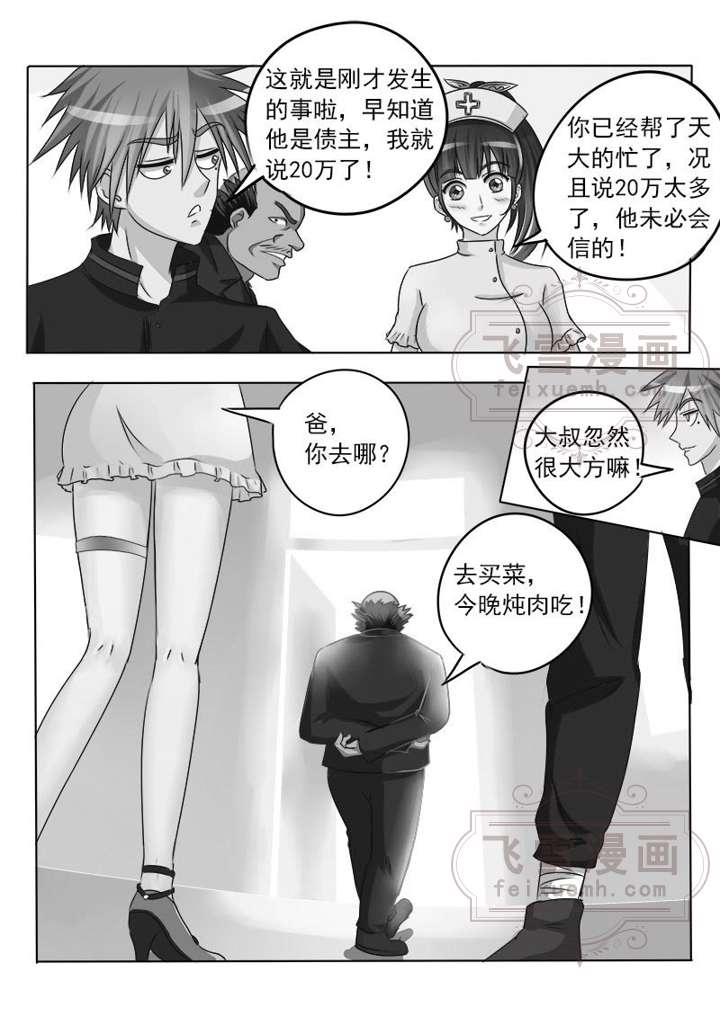 这就是刚才发生
的事啦，早知道
他是债主，我就
说20万了！
你已经帮了天
大的忙了，况
且说20万太多
了，他未必会
信的！
飞雪漫画
feixuemh.com
爸，
你去哪？
大叔忽然
很大方嘛！
去买菜，
今晚炖肉吃！
飞雪漫画
feixuemh.com